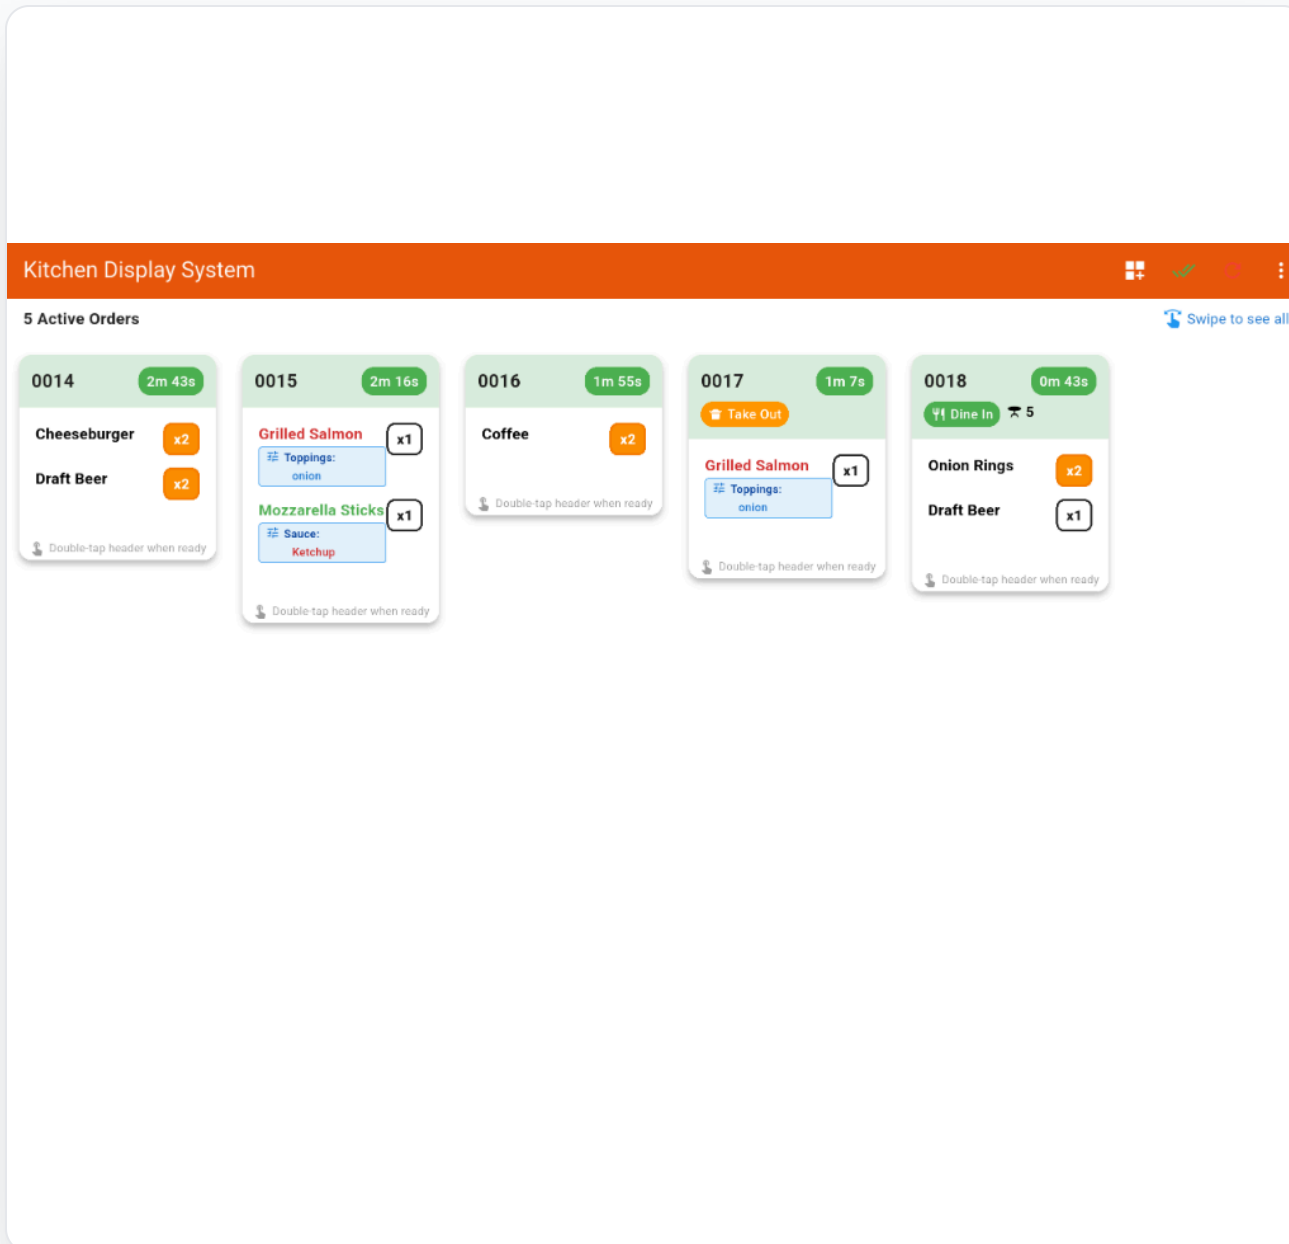 Kitchen Display System
5 Active Orders
Swipe to see all
0014 2m 43s
Cheeseburger x2
Draft Beer x2
Double-tap header when ready
0015 2m 16s
Grilled Salmon x1
Toppings:
onion
Mozzarella Sticks x1
Sauce:
Ketchup
Double-tap header when ready
0016 1m 55s
Coffee x2
Double-tap header when ready
0017 1m 7s
Take Out
Grilled Salmon x1
Toppings:
onion
Double-tap header when ready
0018 0m 43s
Dine In 5
Onion Rings x2
Draft Beer x1
Double-tap header when ready